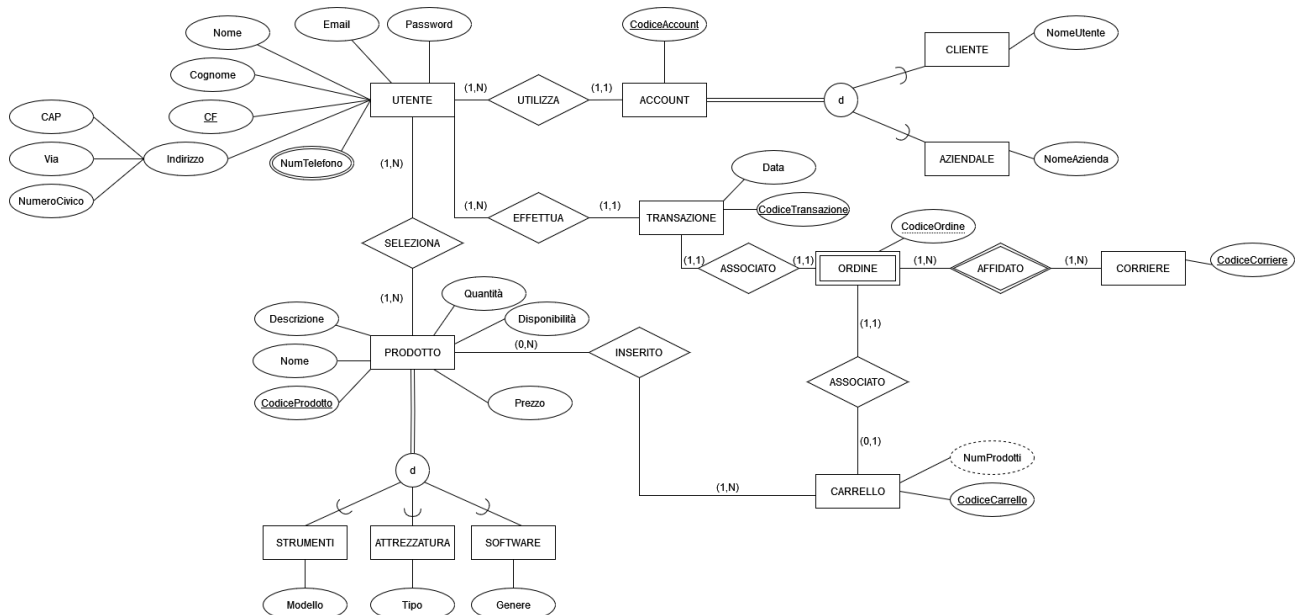 Nome
Email
Password
CodiceAccount
CLIENTE
NomeUtente
Cognome
UTENTE
(1,N)
UTILIZZA
(1,1)
ACCOUNT
d
CAP
CF
Via
Indirizzo
NumTelefono
(1,N)
AZIENDALE
NomeAzienda
NumeroCivico
Data
(1,N)
EFFETTUA
(1,1)
TRANSAZIONE
CodiceTransazione
SELEZIONA
CodiceOrdine
(1,1)
ASSOCIATO
(1,1)
ORDINE
(1,N)
AFFIDATO
(1,N)
CORRIERE
CodiceCorriere
(1,N)
Quantità
Descrizione
Disponibilità
(1,1)
Nome
PRODOTTO
(0,N)
INSERITO
ASSOCIATO
CodiceProdotto
Prezzo
(0,1)
NumProdotti
d
(1,N)
CARRELLO
CodiceCarrello
STRUMENTI
ATTREZZATURA
SOFTWARE
Modello
Tipo
Genere